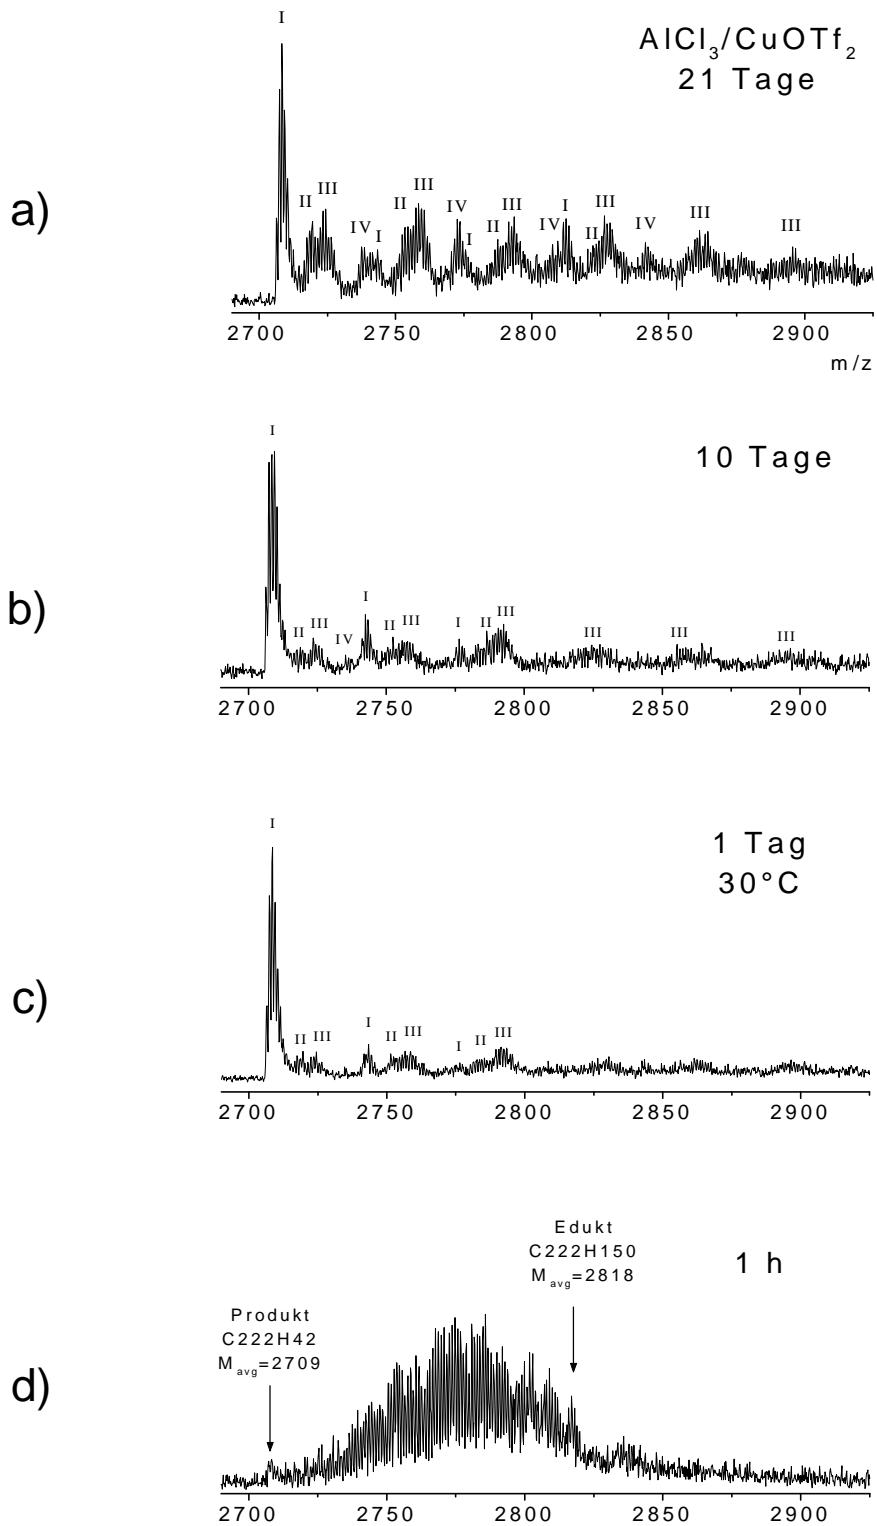 I
AlCl3/CuOTf2
21 Tage
a)
II III IV I II III IV I II III IV I II III IV III III
2700 2750 2800 2850 2900
m/z
I
10 Tage
b)
II III IV I II III I II III III III III
2700 2750 2800 2850 2900
I
1 Tag
30°C
c)
II III I II III I II III
2700 2750 2800 2850 2900
Edukt
C222H150
Mavg=2818
1 h
Produkt
C222H42
Mavg=2709
d)
2700 2750 2800 2850 2900